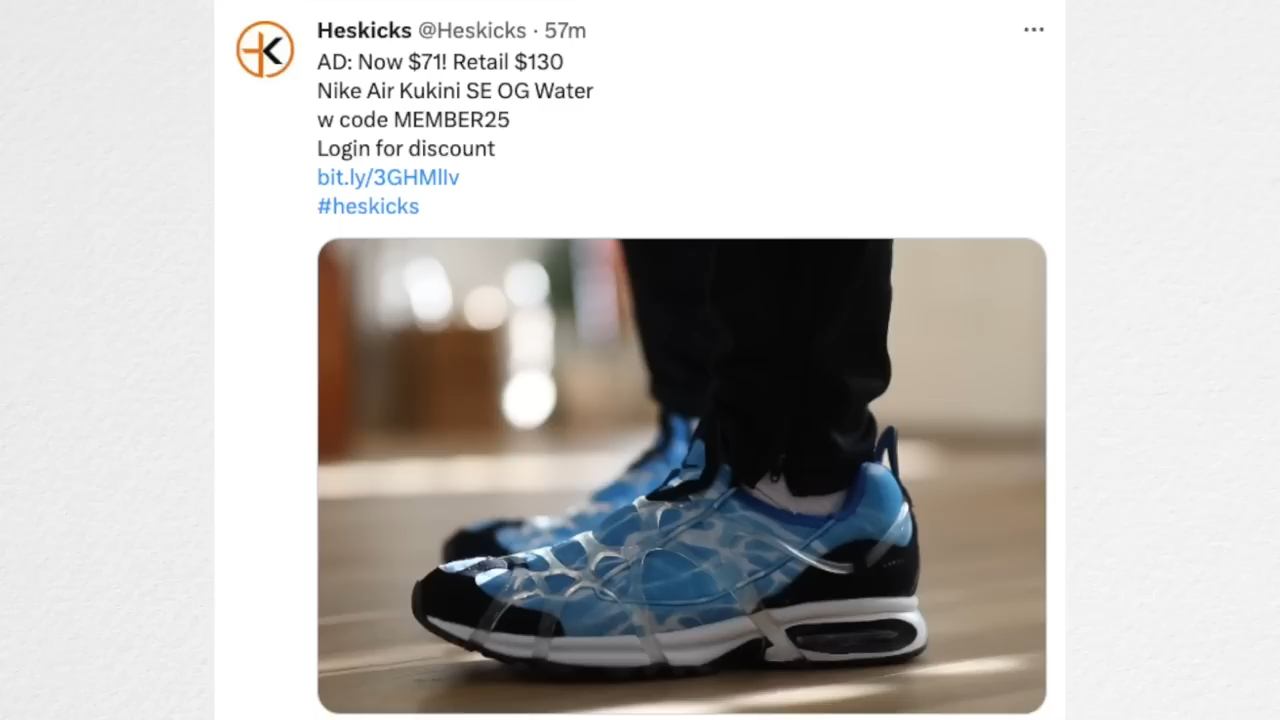 Heskicks @Heskicks · 57m
AD: Now $71! Retail $130
Nike Air Kukini SE OG Water
w code MEMBER25
Login for discount
bit.ly/3GHMllv
#heskicks